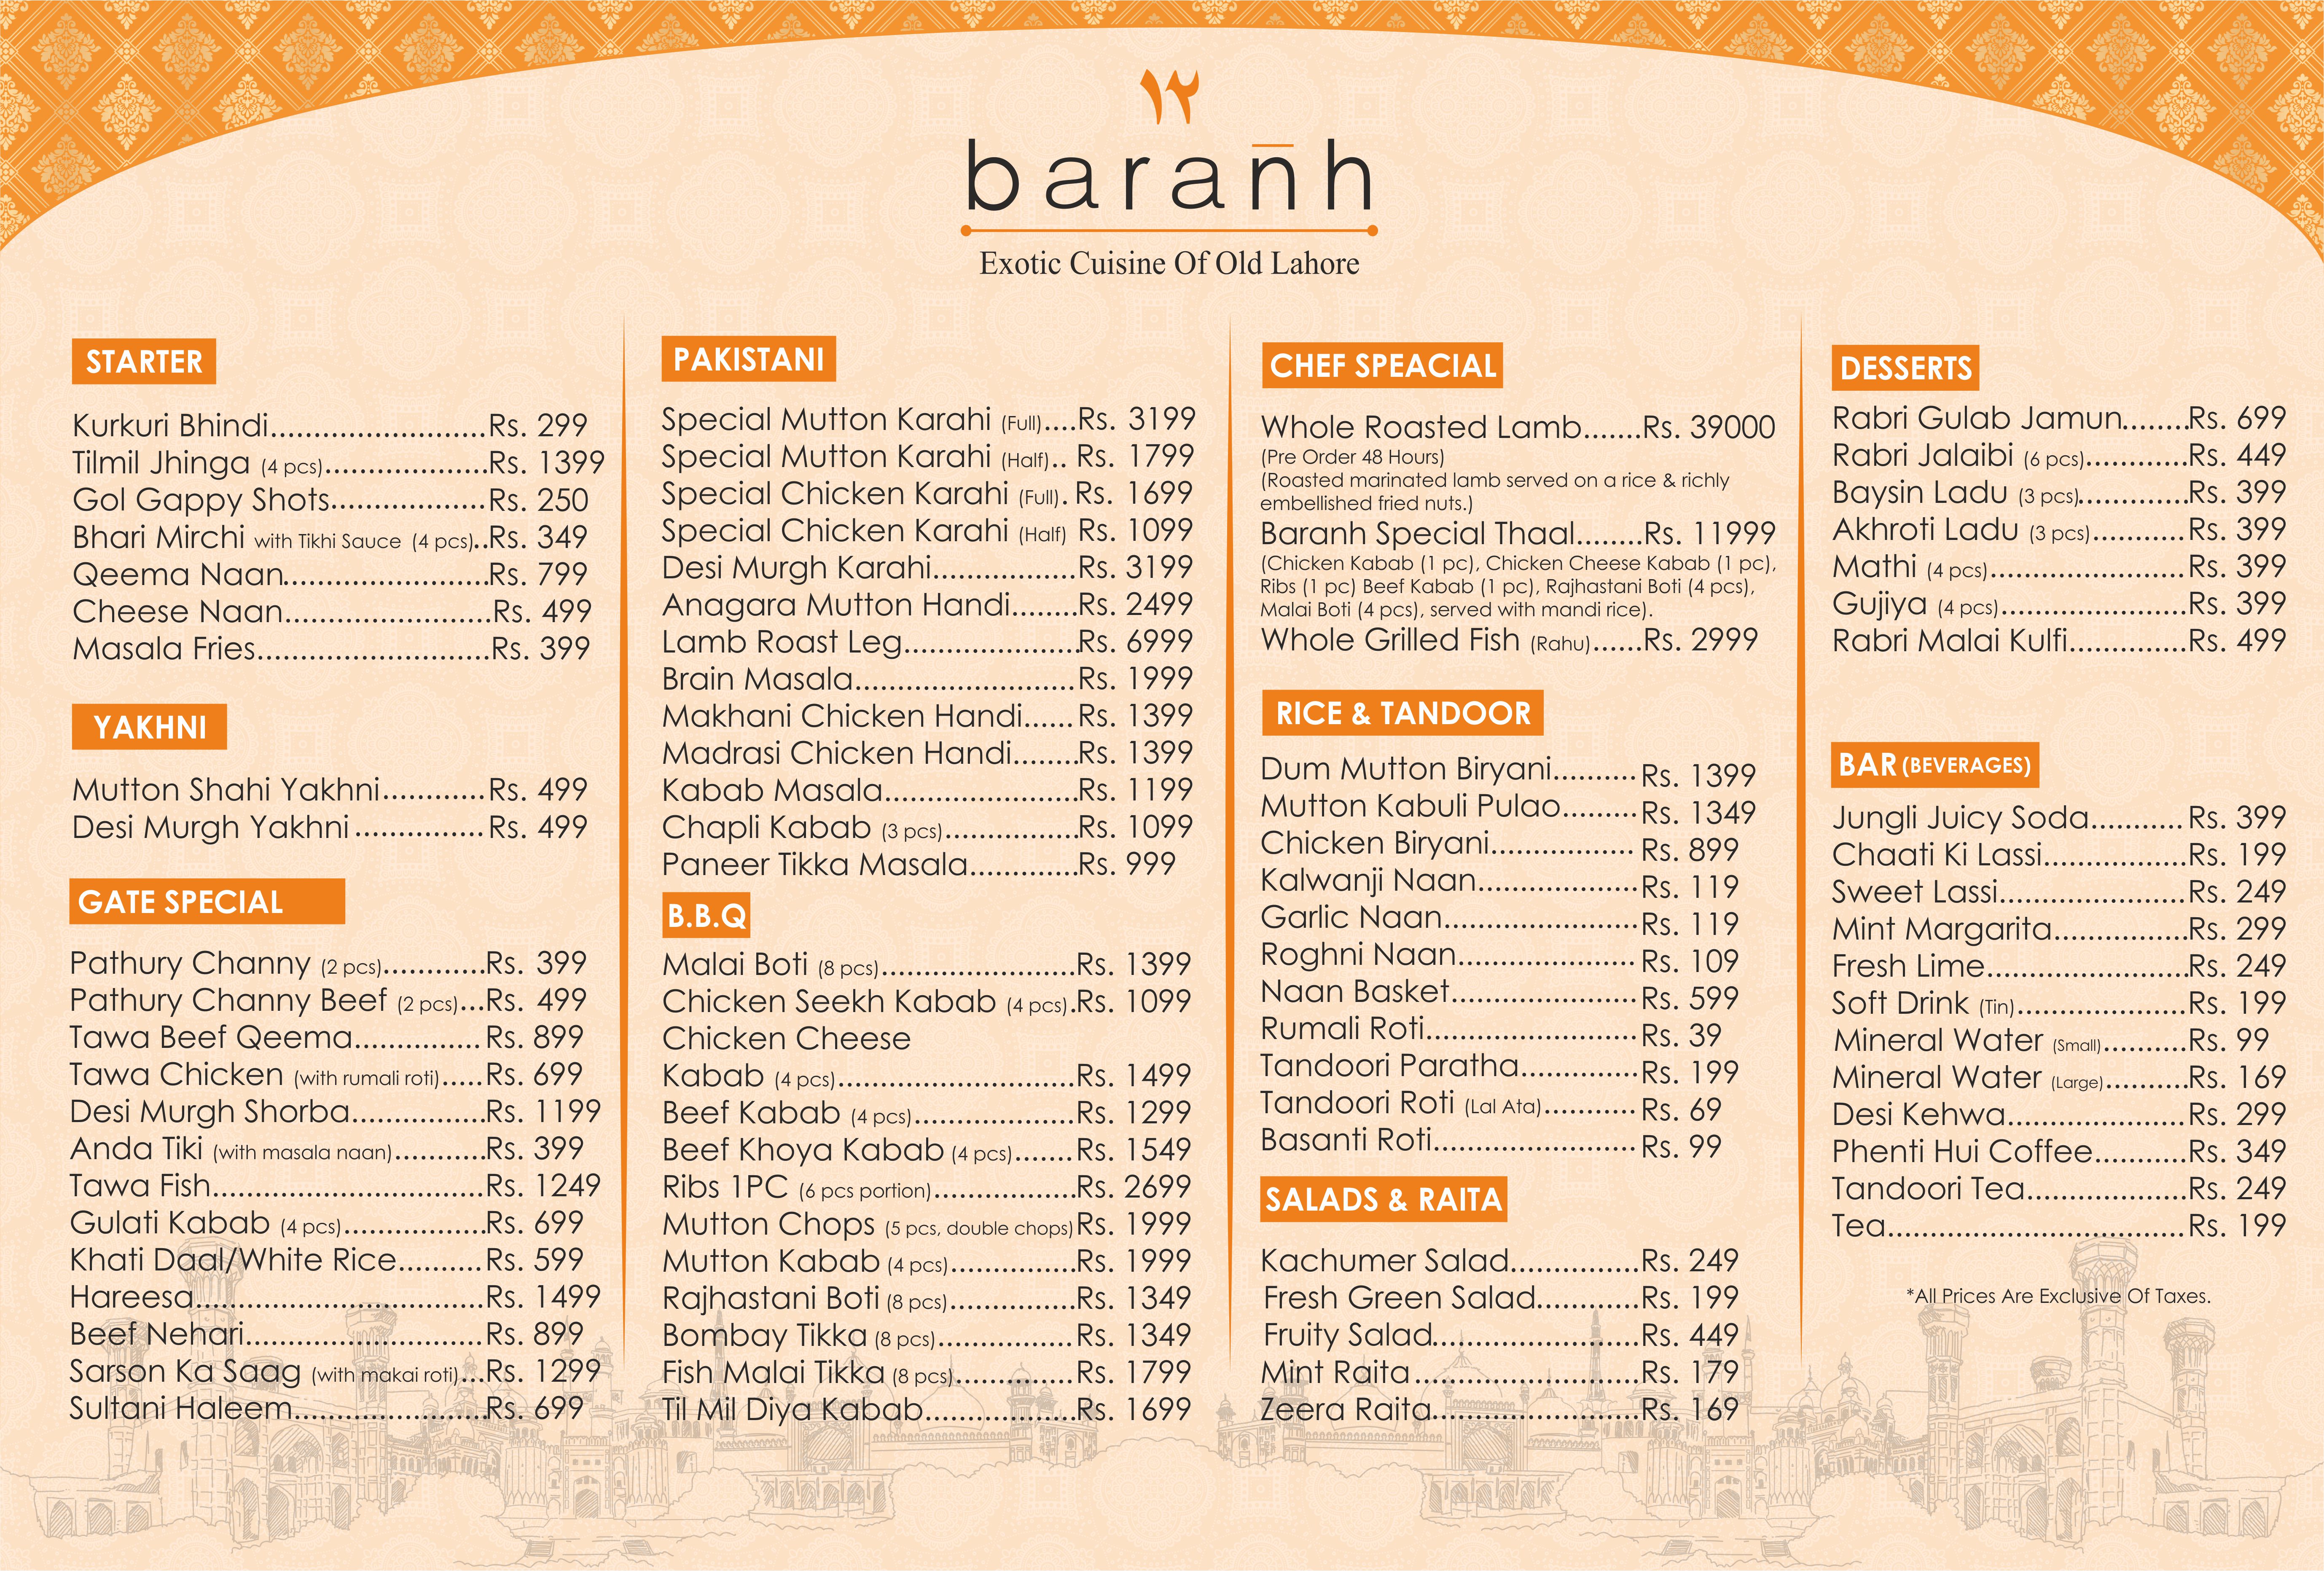 ١٢
baranh
Exotic Cuisine Of Old Lahore
STARTER
Kurkuri Bhindi.........................Rs. 299
Tilmil Jhinga (4 pcs)...................Rs. 1399
Gol Gappy Shots..................Rs. 250
Bhari Mirchi with Tikhi Sauce (4 pcs)..Rs. 349
Qeema Naan........................Rs. 799
Cheese Naan........................Rs. 499
Masala Fries...........................Rs. 399
YAKHNI
Mutton Shahi Yakhni............Rs. 499
Desi Murgh Yakhni ...............Rs. 499
GATE SPECIAL
Pathury Channy (2 pcs)............Rs. 399
Pathury Channy Beef (2 pcs)...Rs. 499
Tawa Beef Qeema...............Rs. 899
Tawa Chicken (with rumali roti).....Rs. 699
Desi Murgh Shorba................Rs. 1199
Anda Tiki (with masala naan)...........Rs. 399
Tawa Fish................................Rs. 1249
Gulati Kabab (4 pcs).................Rs. 699
Khati Daal/White Rice..........Rs. 599
Hareesa..................................Rs. 1499
Beef Nehari............................Rs. 899
Sarson Ka Saag (with makai roti)...Rs. 1299
Sultani Haleem.......................Rs. 699
PAKISTANI
Special Mutton Karahi (Full)....Rs. 3199
Special Mutton Karahi (Half).. Rs. 1799
Special Chicken Karahi (Full). Rs. 1699
Special Chicken Karahi (Half) Rs. 1099
Desi Murgh Karahi.................Rs. 3199
Anagara Mutton Handi........Rs. 2499
Lamb Roast Leg.....................Rs. 6999
Brain Masala..........................Rs. 1999
Makhani Chicken Handi......Rs. 1399
Madrasi Chicken Handi........Rs. 1399
Kabab Masala.......................Rs. 1199
Chapli Kabab (3 pcs)................Rs. 1099
Paneer Tikka Masala.............Rs. 999
B.B.Q
Malai Boti (8 pcs).......................Rs. 1399
Chicken Seekh Kabab (4 pcs).Rs. 1099
Chicken Cheese
Kabab (4 pcs)............................Rs. 1499
Beef Kabab (4 pcs)...................Rs. 1299
Beef Khoya Kabab (4 pcs).......Rs. 1549
Ribs 1PC (6 pcs portion).................Rs. 2699
Mutton Chops (5 pcs, double chops) Rs. 1999
Mutton Kabab (4 pcs)...............Rs. 1999
Rajhastani Boti (8 pcs)...............Rs. 1349
Bombay Tikka (8 pcs)................Rs. 1349
Fish Malai Tikka (8 pcs)..............Rs. 1799
Til Mil Diya Kabab..................Rs. 1699
CHEF SPEACIAL
Whole Roasted Lamb.......Rs. 39000
(Pre Order 48 Hours)
(Roasted marinated lamb served on a rice & richly
embellished fried nuts.)
Baranh Special Thaal........Rs. 11999
(Chicken Kabab (1 pc), Chicken Cheese Kabab (1 pc),
Ribs (1 pc) Beef Kabab (1 pc), Rajhastani Boti (4 pcs),
Malai Boti (4 pcs), served with mandi rice).
Whole Grilled Fish (Rahu)......Rs. 2999
RICE & TANDOOR
Dum Mutton Biryani..........Rs. 1399
Mutton Kabuli Pulao.........Rs. 1349
Chicken Biryani.................Rs. 899
Kalwanji Naan...................Rs. 119
Garlic Naan.......................Rs. 119
Roghni Naan.....................Rs. 109
Naan Basket......................Rs. 599
Rumali Roti.........................Rs. 39
Tandoori Paratha..............Rs. 199
Tandoori Roti (Lal Ata)...........Rs. 69
Basanti Roti........................Rs. 99
SALADS & RAITA
Kachumer Salad...............Rs. 249
Fresh Green Salad............Rs. 199
Fruity Salad........................Rs. 449
Mint Raita ..........................Rs. 179
Zeera Raita........................Rs. 169
DESSERTS
Rabri Gulab Jamun........Rs. 699
Rabri Jalaibi (6 pcs)............Rs. 449
Baysin Ladu (3 pcs).............Rs. 399
Akhroti Ladu (3 pcs)...........Rs. 399
Mathi (4 pcs).......................Rs. 399
Gujiya (4 pcs)......................Rs. 399
Rabri Malai Kulfi..............Rs. 499
BAR (BEVERAGES)
Jungli Juicy Soda...........Rs. 399
Chaati Ki Lassi.................Rs. 199
Sweet Lassi......................Rs. 249
Mint Margarita................Rs. 299
Fresh Lime........................Rs. 249
Soft Drink (Tin)....................Rs. 199
Mineral Water (Small)..........Rs. 99
Mineral Water (Large)..........Rs. 169
Desi Kehwa.....................Rs. 299
Phenti Hui Coffee...........Rs. 349
Tandoori Tea...................Rs. 249
Tea...................................Rs. 199
*All Prices Are Exclusive Of Taxes.